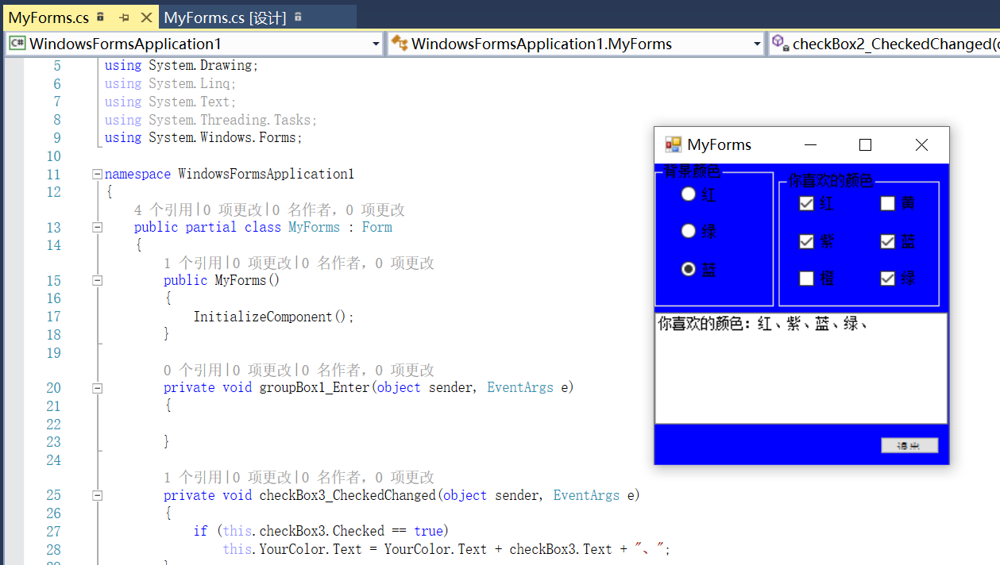 MyForms.cs MyForms.cs [设计]
C# WindowsFormsApplication1 WindowsFormsApplication1.MyForms checkBox2_CheckedChanged(
5 using System.Drawing;
6 using System.Linq;
7 using System.Text;
8 using System.Threading.Tasks;
9 using System.Windows.Forms;
10
11 namespace WindowsFormsApplication1
12 {
4 个引用|0 项更改|0 名作者, 0 项更改
13 public partial class MyForms : Form
14 {
1 个引用|0 项更改|0 名作者, 0 项更改
15 public MyForms()
16 {
17 InitializeComponent();
18 }
19
0 个引用|0 项更改|0 名作者, 0 项更改
20 private void groupBox1_Enter(object sender, EventArgs e)
21 {
22
23 }
24
1 个引用|0 项更改|0 名作者, 0 项更改
25 private void checkBox3_CheckedChanged(object sender, EventArgs e)
26 {
27 if (this.checkBox3.Checked == true)
28 this.YourColor.Text = YourColor.Text + checkBox3.Text + "、";
MyForms
背景颜色
红
绿
蓝
你喜欢的颜色
红 黄
紫 蓝
橙 绿
你喜欢的颜色：红、紫、蓝、绿、
退出